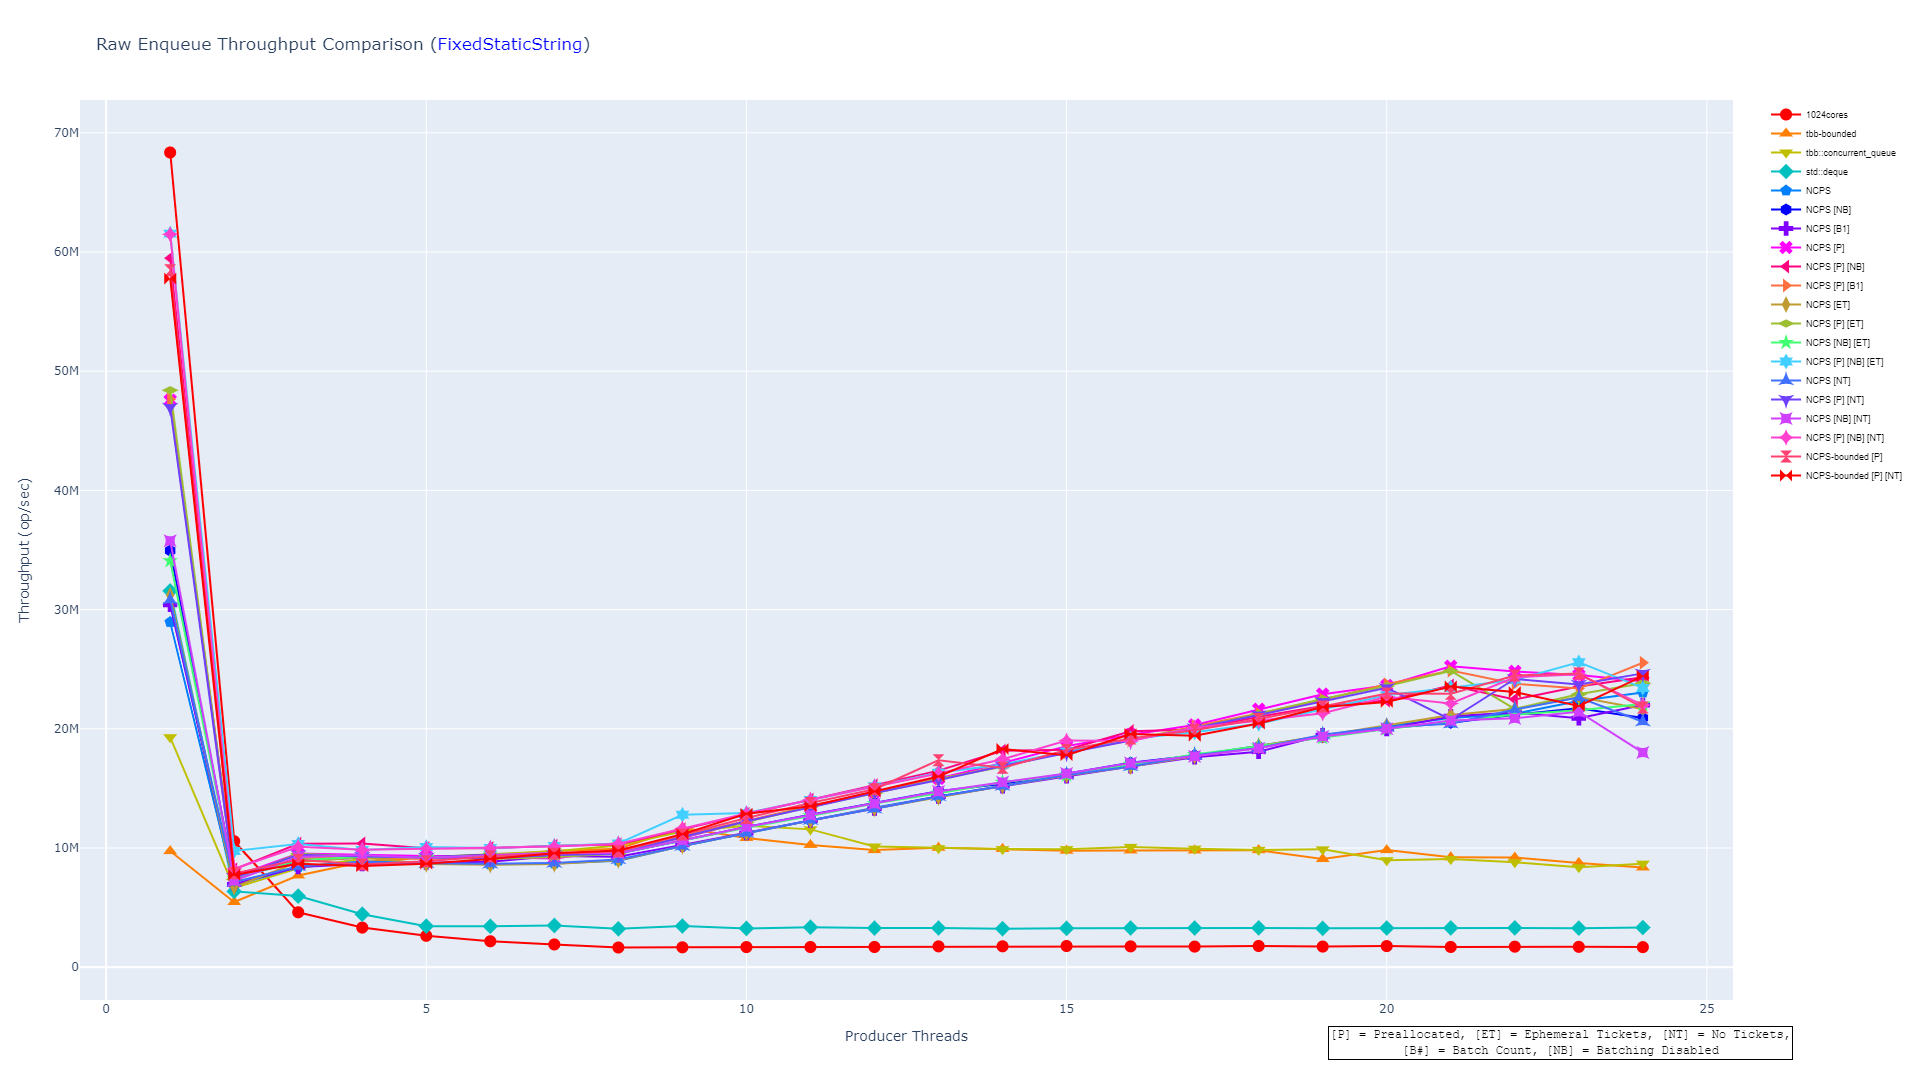 Raw Enqueue Throughput Comparison (FixedStaticString)
70M
60M
50M
40M
30M
20M
10M
0
Throughput (op/sec)
0
5
10
15
20
25
Producer Threads
1024cores
tbb-bounded
tbb::concurrent_queue
std::deque
NCPS
NCPS [NB]
NCPS [B1]
NCPS [P]
NCPS [P] [NB]
NCPS [P] [B1]
NCPS [ET]
NCPS [P] [ET]
NCPS [NB] [ET]
NCPS [P] [NB] [ET]
NCPS [NT]
NCPS [P] [NT]
NCPS [NB] [NT]
NCPS [P] [NB] [NT]
NCPS-bounded [P]
NCPS-bounded [P] [NT]
[P] = Preallocated, [ET] = Ephemeral Tickets, [NT] = No Tickets,
[B#] = Batch Count, [NB] = Batching Disabled